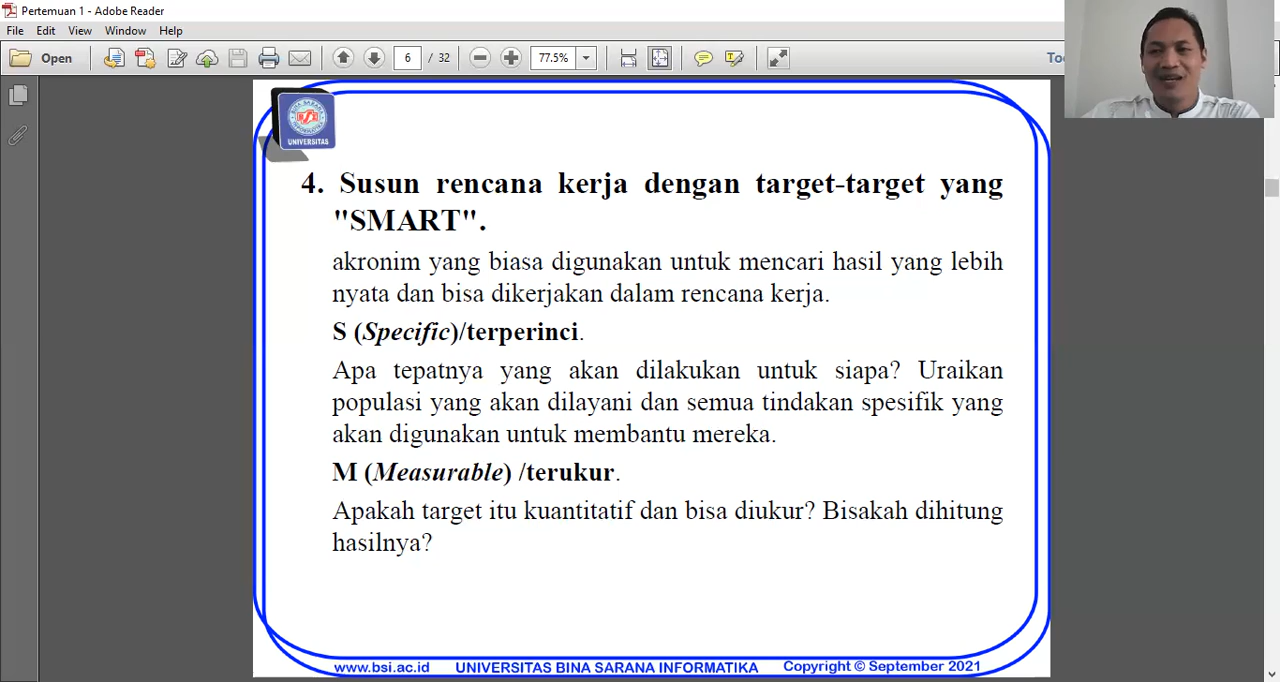 Pertemuan 1 - Adobe Reader
File Edit View Window Help
Open 6 / 32 77.5%
UNIVERSITAS
4. Susun rencana kerja dengan target-target yang
"SMART".
akronim yang biasa digunakan untuk mencari hasil yang lebih
nyata dan bisa dikerjakan dalam rencana kerja.
S (Specific)/terperinci.
Apa tepatnya yang akan dilakukan untuk siapa? Uraikan
populasi yang akan dilayani dan semua tindakan spesifik yang
akan digunakan untuk membantu mereka.
M (Measurable) /terukur.
Apakah target itu kuantitatif dan bisa diukur? Bisakah dihitung
hasilnya?
www.bsi.ac.id UNIVERSITAS BINA SARANA INFORMATIKA Copyright © September 2021